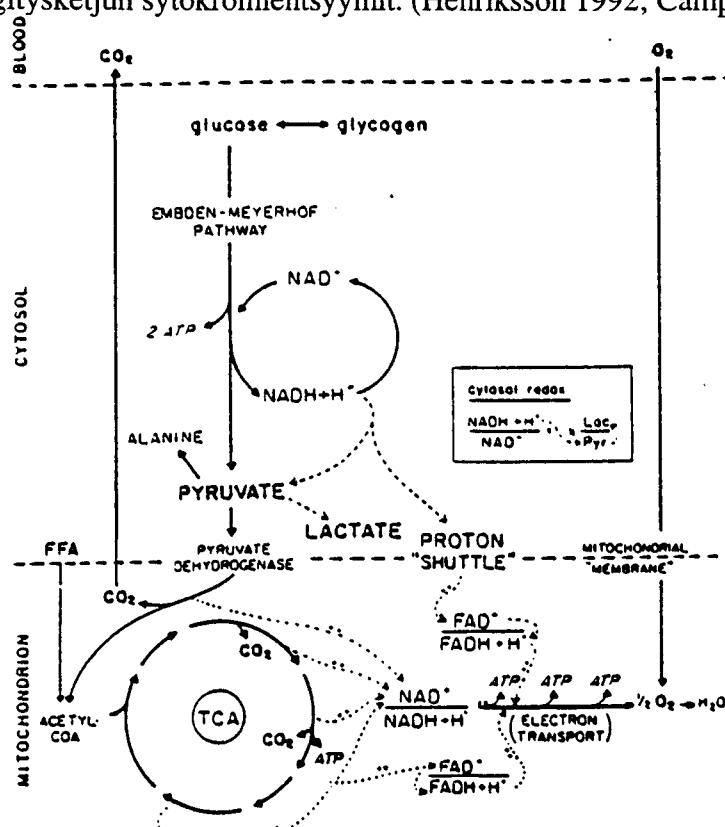 gitysketjun sytokromientsyymit. (Henriksson 1992, Camp
BLOOD
CO₂
O₂
glucose ↔ glycogen
EMBDEN-MEYERHOF
PATHWAY
CYTOSOL
NAD⁺
2 ATP
NADH+H⁺
Cytosol redox
NADH+H⁺
NAD⁺
Lac
Pyr
ALANINE
PYRUVATE
LACTATE
PROTON
"SHUTTLE"
FFA
PYRUVATE
DEHYDROGENASE
MITOCHONDRIAL
"MEMBRANE"
CO₂
FAD⁺
FADH+H⁺
MITOCHONDRION
CO₂
ATP ATP ATP
NAD⁺
NADH+H⁺
½ O₂ → H₂O
ACETYL-
COA
TCA
(ELECTRON
TRANSPORT)
CO₂
ATP
FAD⁺
FADH+H⁺